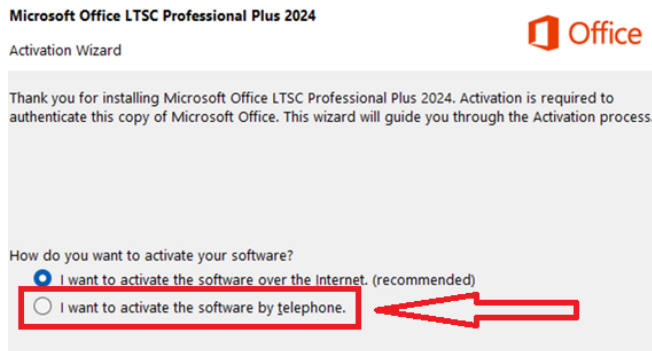 Microsoft Office LTSC Professional Plus 2024
Office
Activation Wizard
Thank you for installing Microsoft Office LTSC Professional Plus 2024. Activation is required to
authenticate this copy of Microsoft Office. This wizard will guide you through the Activation process.
How do you want to activate your software?
I want to activate the software over the Internet. (recommended)
I want to activate the software by telephone.